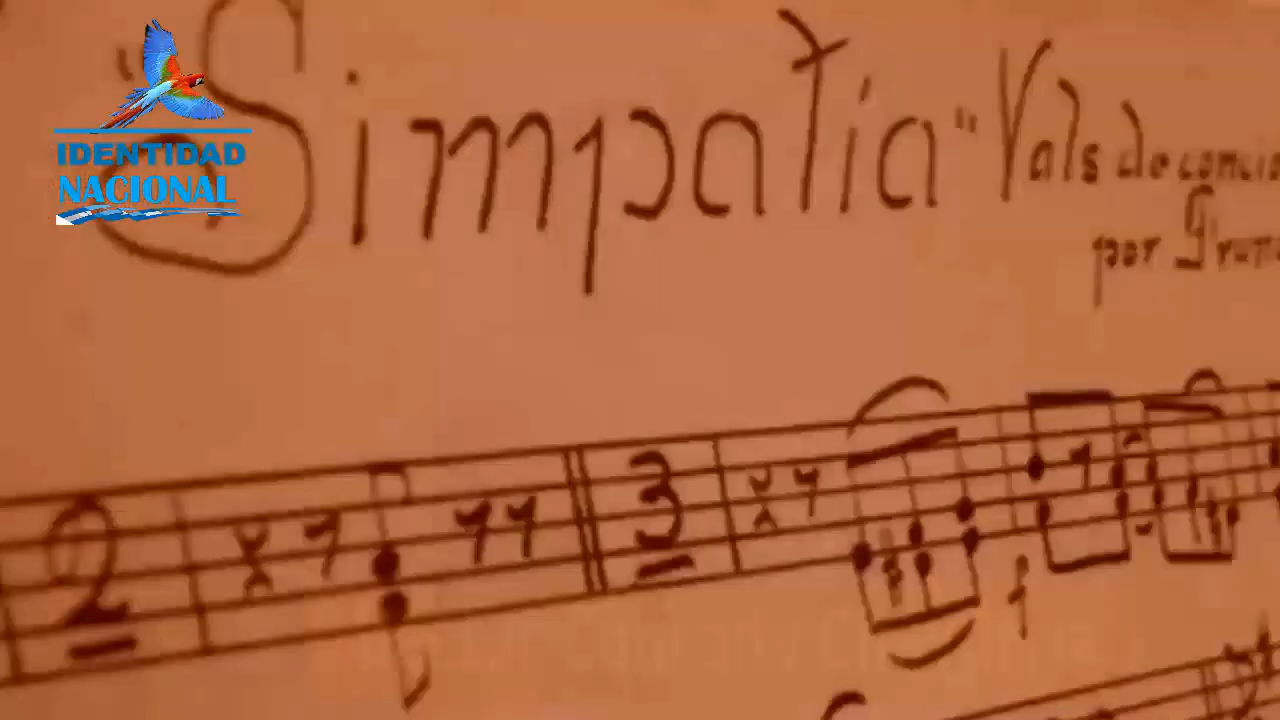 "Simpatia" Vals de
por
IDENTIDAD
NACIONAL
2
3
f